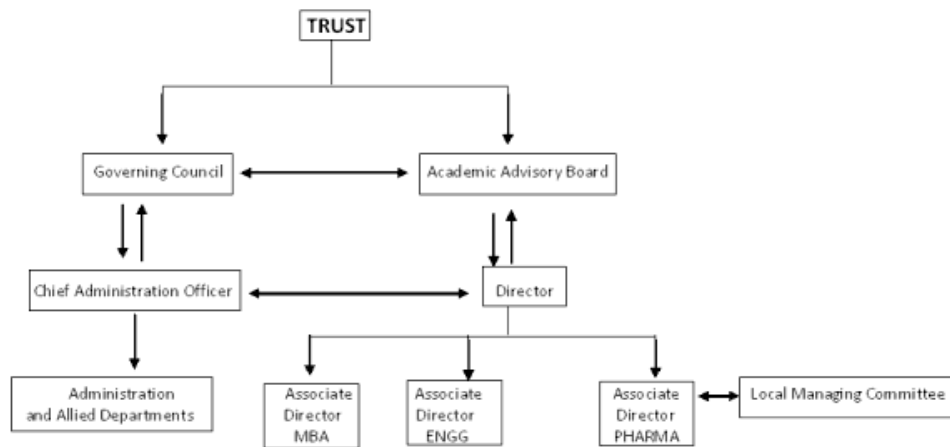 TRUST
Governing Council
Academic Advisory Board
Chief Administration Officer
Director
Administration
and Allied Departments
Associate
Director
MBA
Associate
Director
ENGG
Associate
Director
PHARMA
Local Managing Committee